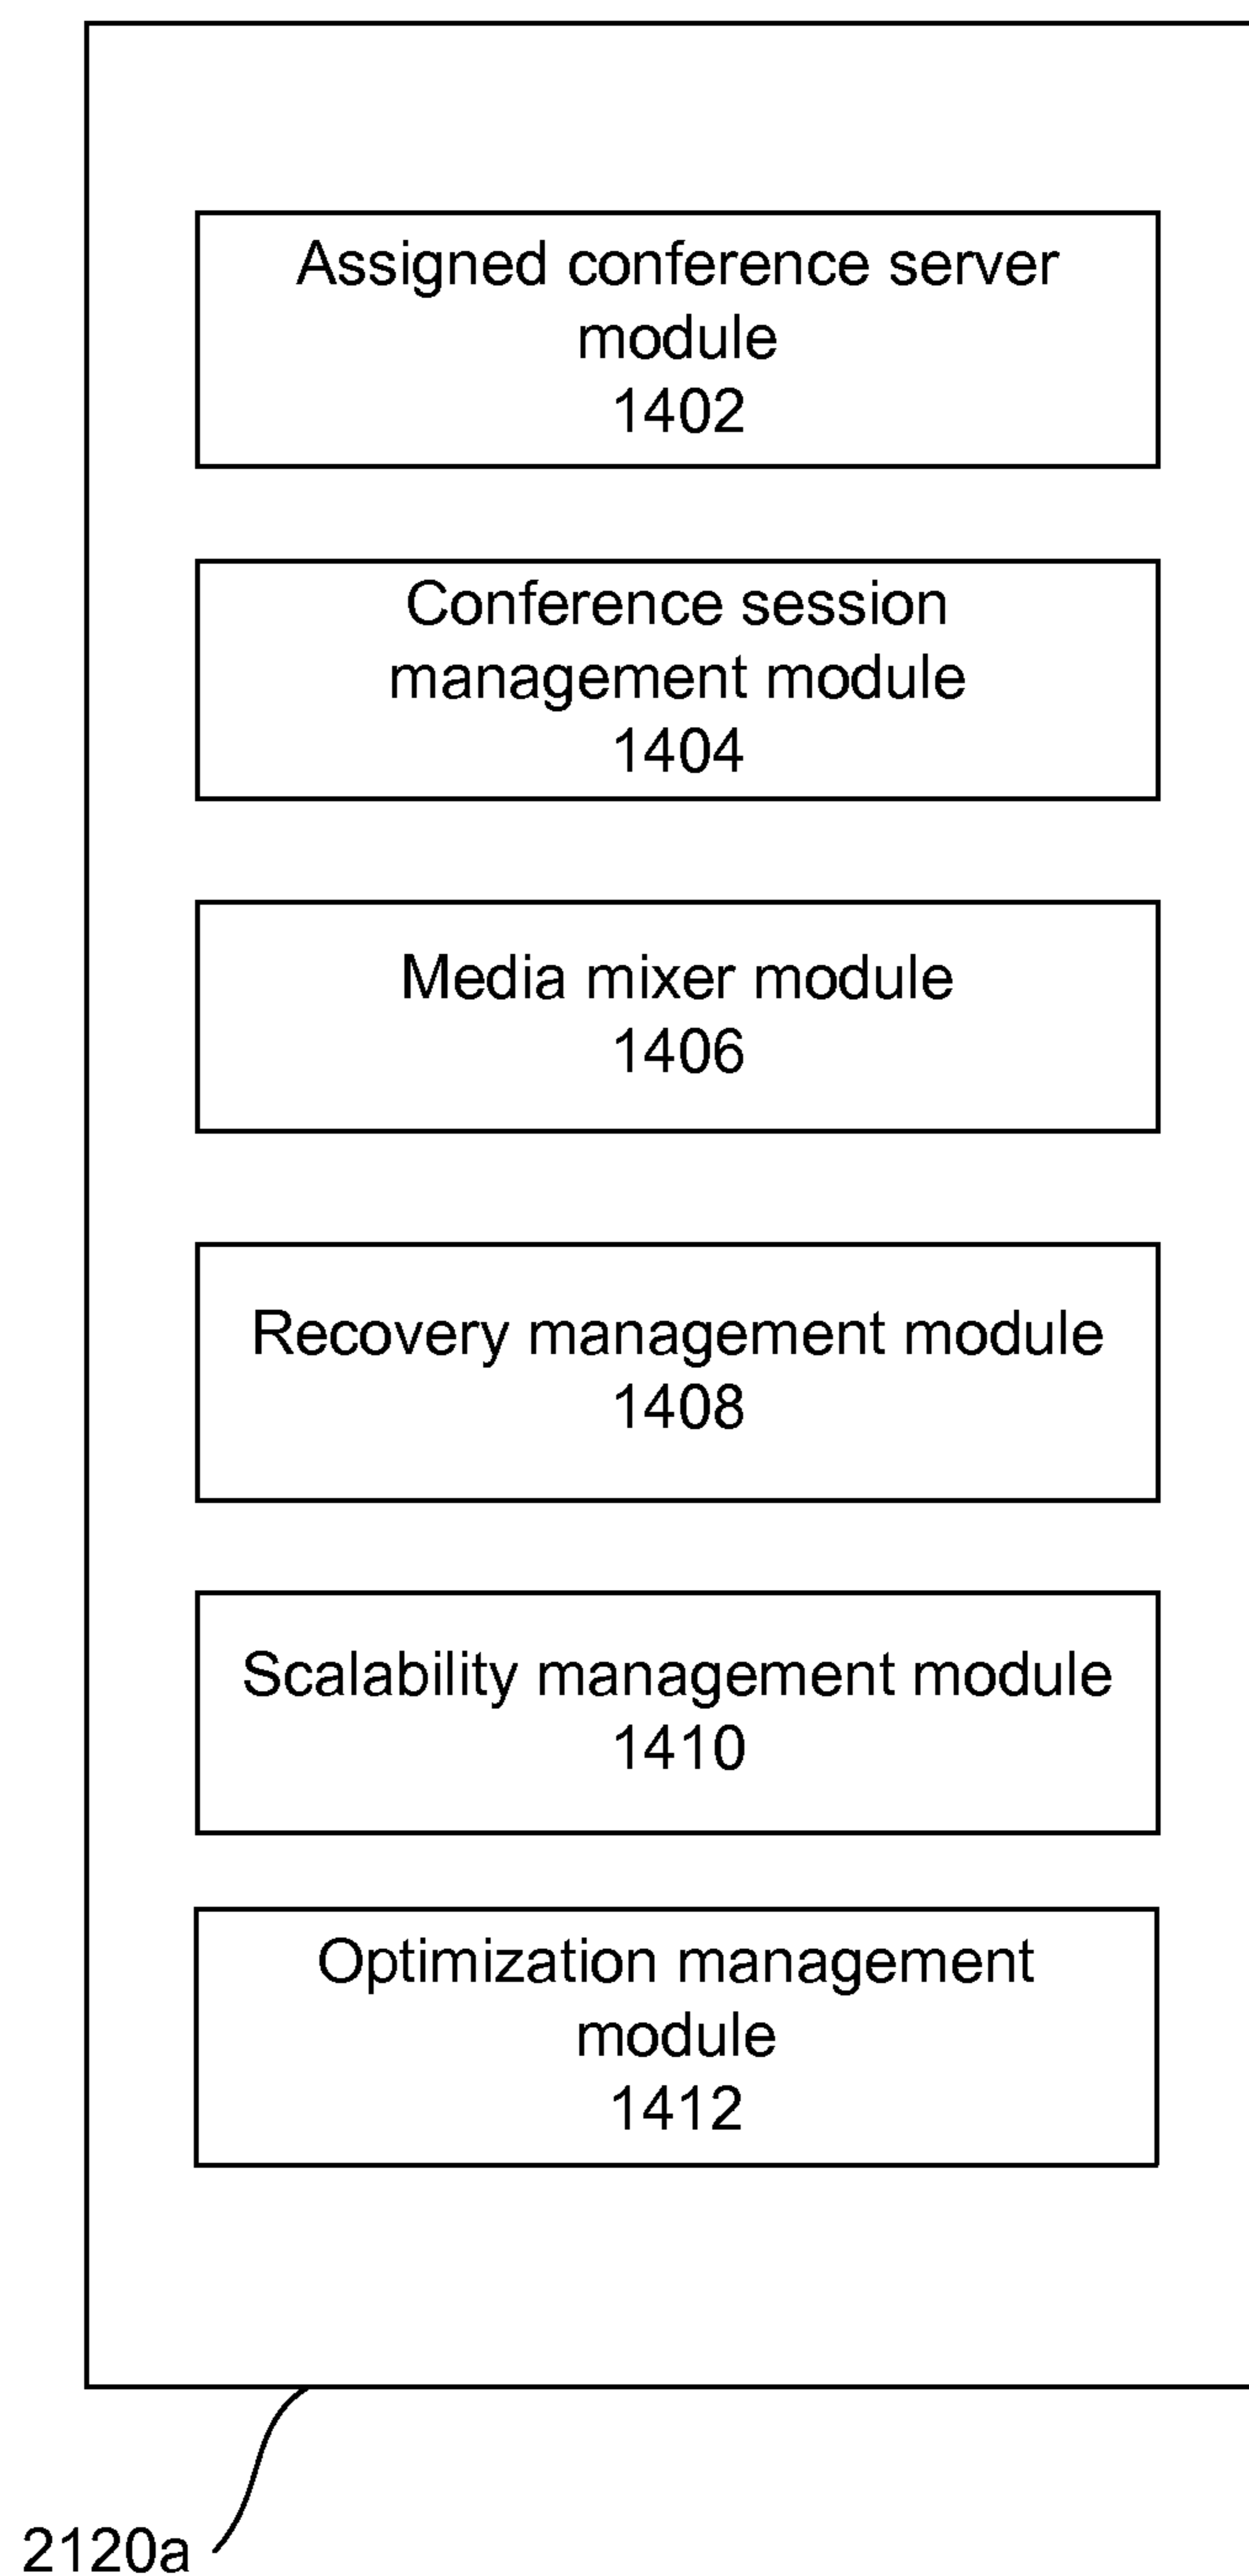 Assigned conference server
module
1402
Conference session
management module
1404
Media mixer module
1406
Recovery management module
1408
Scalability management module
1410
Optimization management
module
1412
2120a